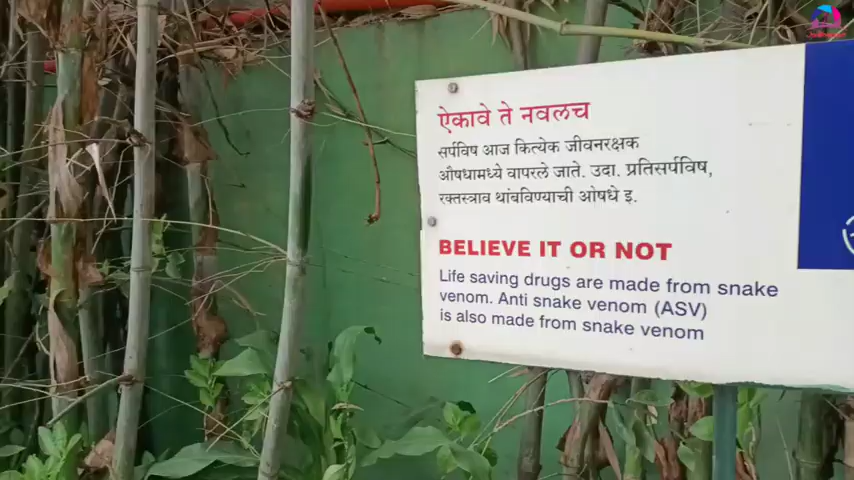 ऐकावे ते नवलच
सर्पविष आज कित्येक जीवनरक्षक
औषधामध्ये वापरले जाते. उदा. प्रतिसर्पविष,
रक्तस्त्राव थांबविण्याची ओषधे इ.
BELIEVE IT OR NOT
Life saving drugs are made from snake
venom. Anti snake venom (ASV)
is also made from snake venom